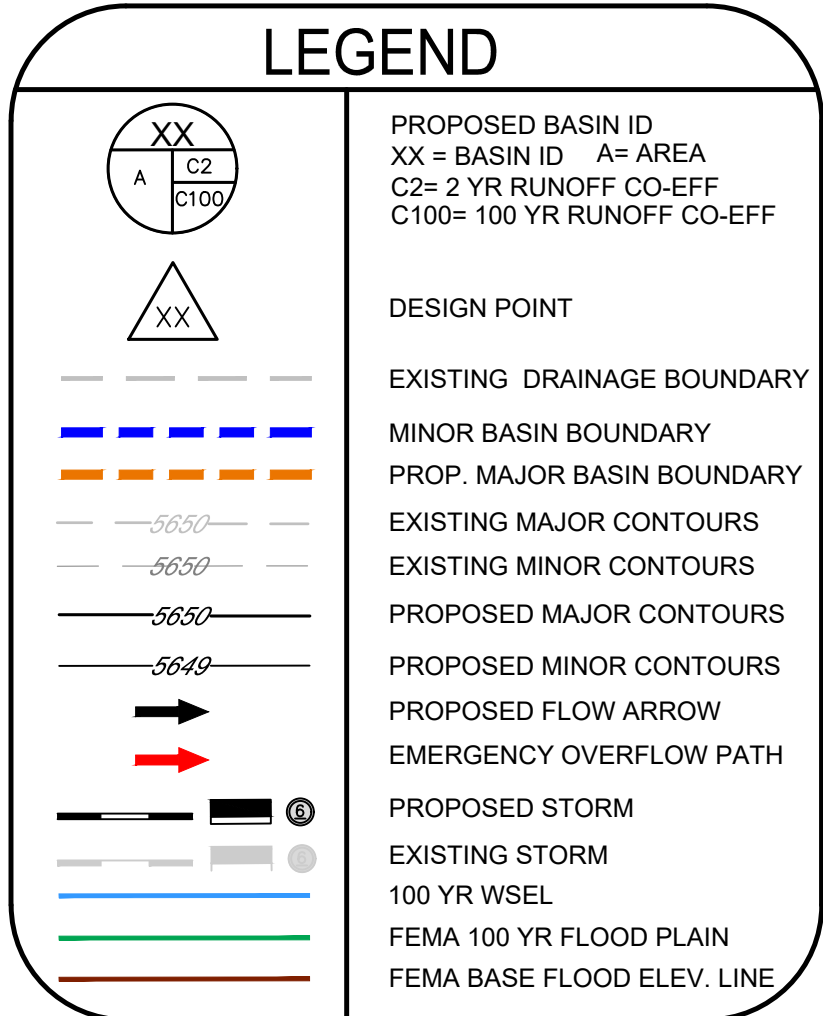 LEGEND
XX
A
C2
C100
PROPOSED BASIN ID
XX = BASIN ID A= AREA
C2= 2 YR RUNOFF CO-EFF
C100= 100 YR RUNOFF CO-EFF
XX
DESIGN POINT
EXISTING DRAINAGE BOUNDARY
MINOR BASIN BOUNDARY
PROP. MAJOR BASIN BOUNDARY
5650
EXISTING MAJOR CONTOURS
5650
EXISTING MINOR CONTOURS
5650
PROPOSED MAJOR CONTOURS
5649
PROPOSED MINOR CONTOURS
PROPOSED FLOW ARROW
EMERGENCY OVERFLOW PATH
6
PROPOSED STORM
6
EXISTING STORM
100 YR WSEL
FEMA 100 YR FLOOD PLAIN
FEMA BASE FLOOD ELEV. LINE